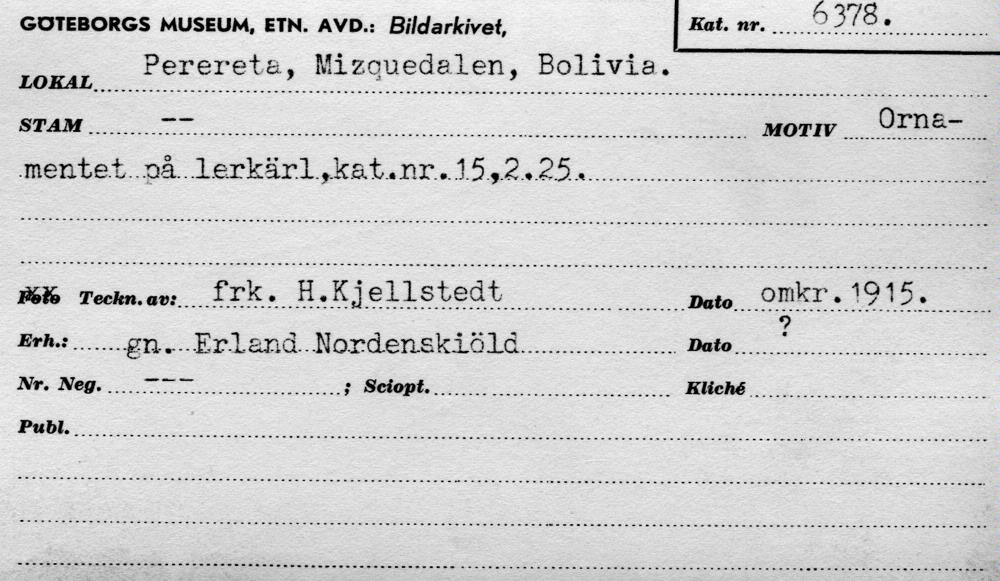 GÖTEBORGS MUSEUM, ETN. AVD.: Bildarkivet,
Kat. nr. 6378.
LOKAL Perereta, Mizquedalen, Bolivia.
STAM -- MOTIV Orna-
mentet på lerkärl,kat.nr.15,2.25.
Foto Teckn. av: frk. H.Kjellstedt Dato omkr.1915.
?
Erh.: gn. Erland Nordenskiöld Dato
Nr. Neg. --- ; Sciopt. Kliché
Publ.